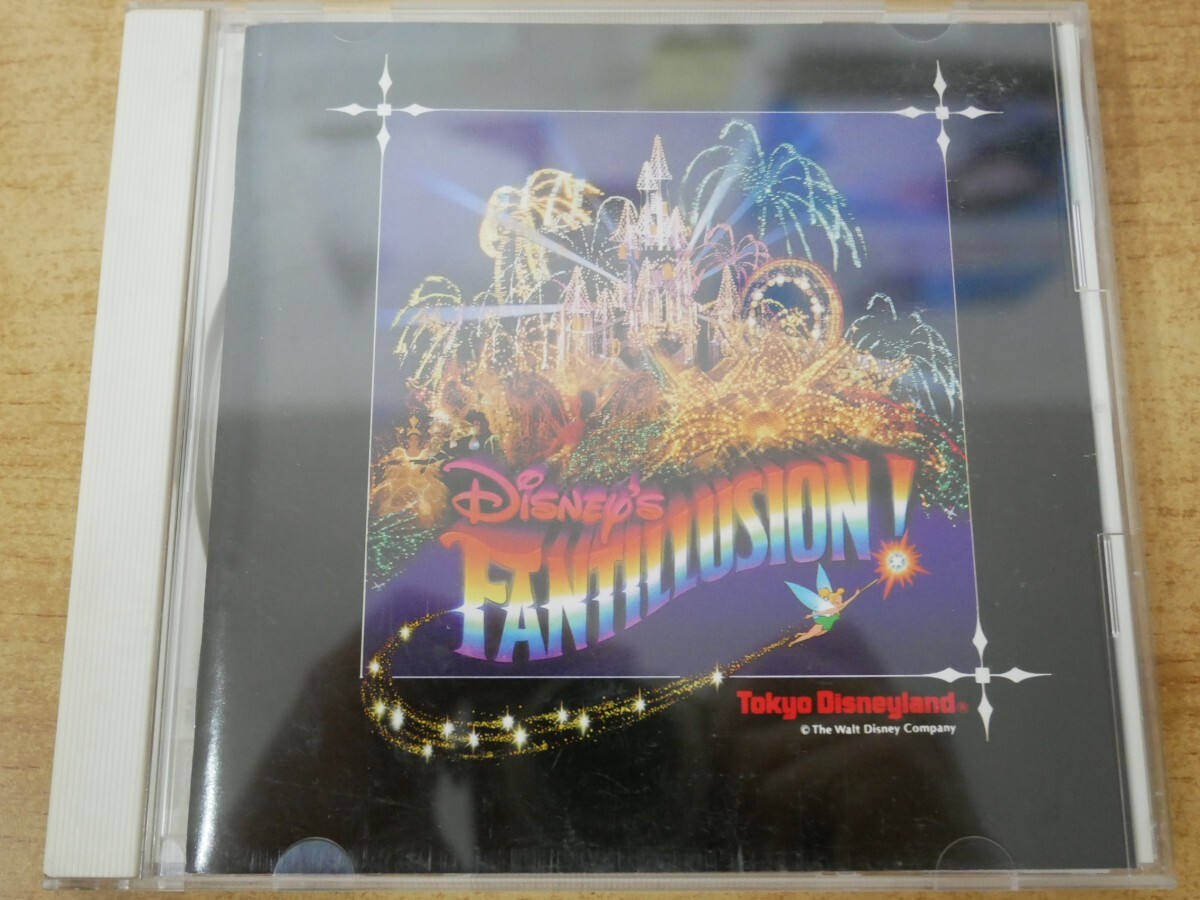 Disney's
FANTILLUSION!
Tokyo Disneyland®
© The Walt Disney Company